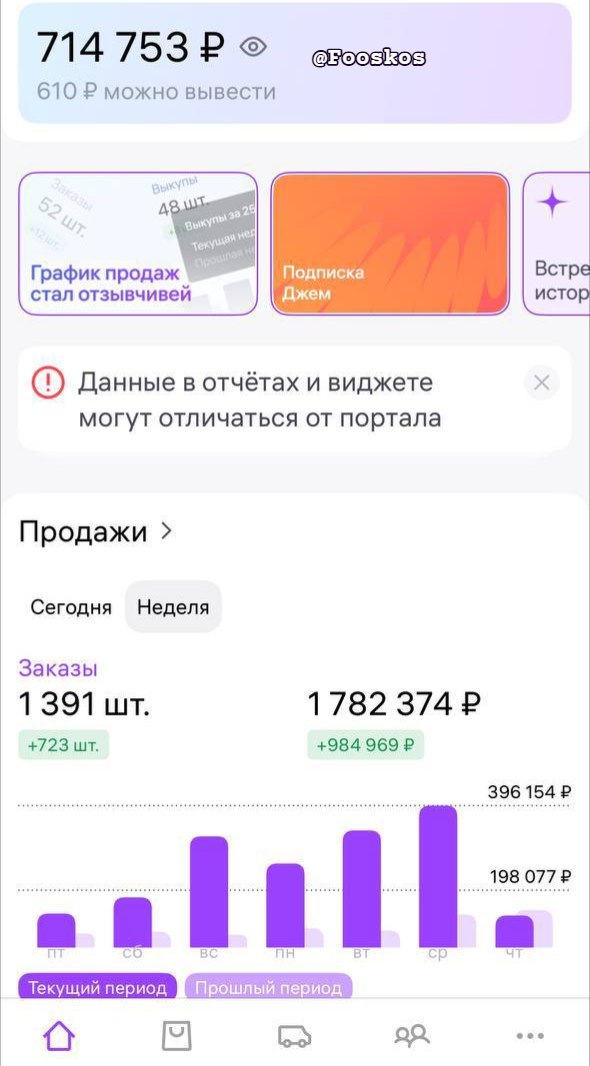 714 753 ₽
@Fooskos
610 ₽ можно вывести
Заказы
52 шт.
Выкупы
48 шт.
Выкупы за 25
Текущая нед
Прошлая н
График продаж
стал отзывчивей
Подписка
Джем
Встре
истор
Данные в отчётах и виджете
могут отличаться от портала
Продажи
Сегодня
Неделя
Заказы
1 391 шт.
1 782 374 ₽
+723 шт.
+984 969 ₽
396 154 ₽
198 077 ₽
пт
сб
вс
пн
вт
ср
чт
Текущий период
Прошлый период